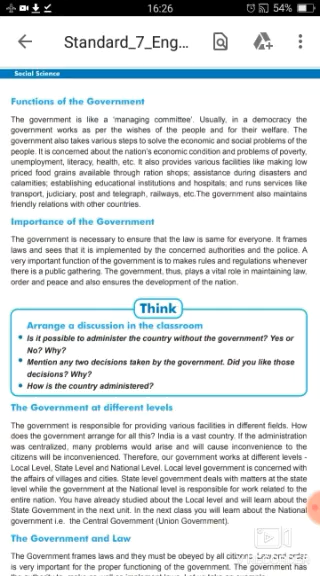 16:26
54%
Standard_7_Eng...
Social Science
Functions of the Government
The government is like a 'managing committee'. Usually, in a democracy the
government works as per the wishes of the people and for their welfare. The
government also takes various steps to solve the economic and social problems of the
people. It is concerned about the nation's economic condition and problems of poverty,
unemployment, literacy, health, etc. It also provides various facilities like making low
priced food grains available through ration shops; assistance during disasters and
calamities; establishing educational institutions and hospitals; and runs services like
transport, judiciary, post and telegraph, railways, etc.The government also maintains
friendly relations with other countries.
Importance of the Government
The government is necessary to ensure that the law is same for everyone. It frames
laws and sees that it is implemented by the concerned authorities and the police. A
very important function of the government is to makes rules and regulations whenever
there is a public gathering. The government, thus, plays a vital role in maintaining law,
order and peace and also ensures the development of the nation.
Think
Arrange a discussion in the classroom
• Is it possible to administer the country without the government? Yes or
No? Why?
• Mention any two decisions taken by the government. Did you like those
decisions? Why?
• How is the country administered?
The Government at different levels
The government is responsible for providing various facilities in different fields. How
does the government arrange for all this? India is a vast country. If the administration
was centralized, many problems would arise and will cause inconvenience to the
citizens will be inconvenienced. Therefore, our government works at different levels -
Local Level, State Level and National Level. Local level government is concerned with
the affairs of villages and cities. State level government deals with matters at the state
level while the government at the National level is responsible for work related to the
entire nation. You have already studied about the Local level and will learn about the
State Government in the next unit. In the next class you will learn about the National
government i.e. the Central Government (Union Government).
The Government and Law
The Government frames laws and they must be obeyed by all citizens. Law and order
is very important for the proper functioning of the government. The government has